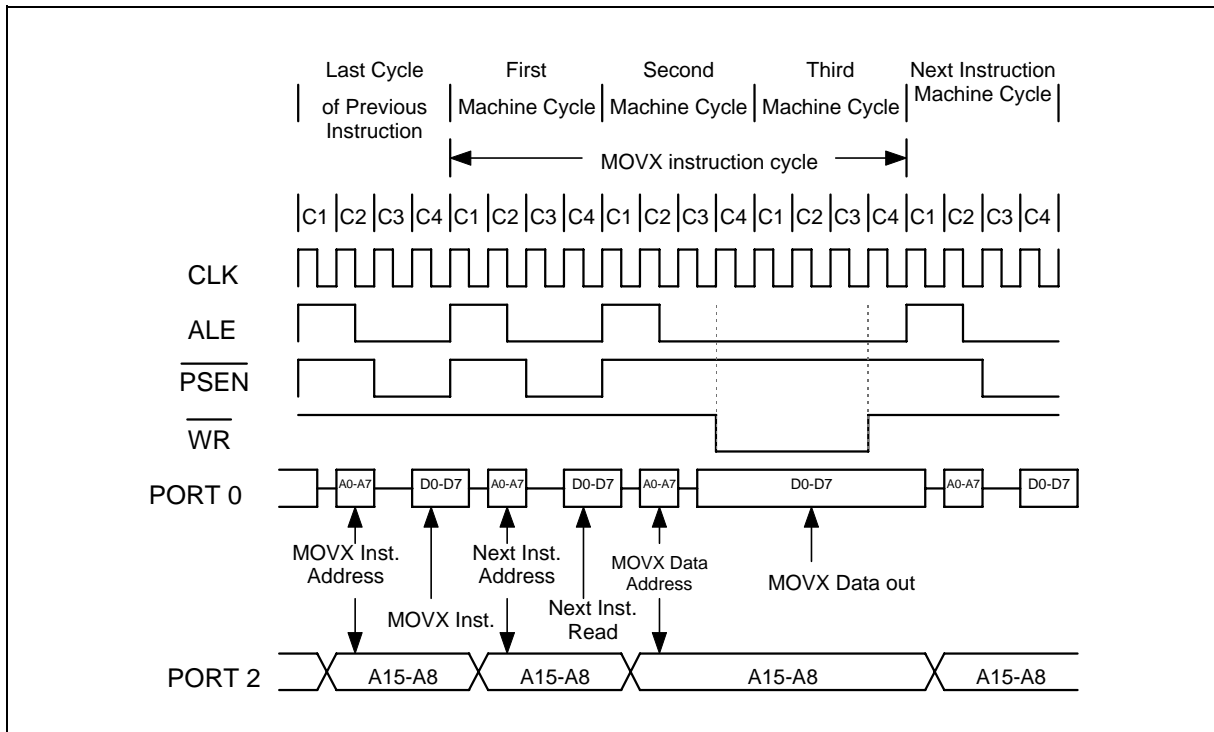 Last Cycle
of Previous
Instruction
First
Machine Cycle
Second
Machine Cycle
Third
Machine Cycle
Next Instruction
Machine Cycle
MOVX instruction cycle
C1 C2 C3 C4 C1 C2 C3 C4 C1 C2 C3 C4 C1 C2 C3 C4 C1 C2 C3 C4
CLK
ALE
PSEN
WR
PORT 0
A0-A7 D0-D7 A0-A7 D0-D7 A0-A7 D0-D7 A0-A7 D0-D7
MOVX Inst.
Address
MOVX Inst.
Next Inst.
Address
Next Inst.
Read
MOVX Data
Address
MOVX Data out
PORT 2
A15-A8 A15-A8 A15-A8 A15-A8